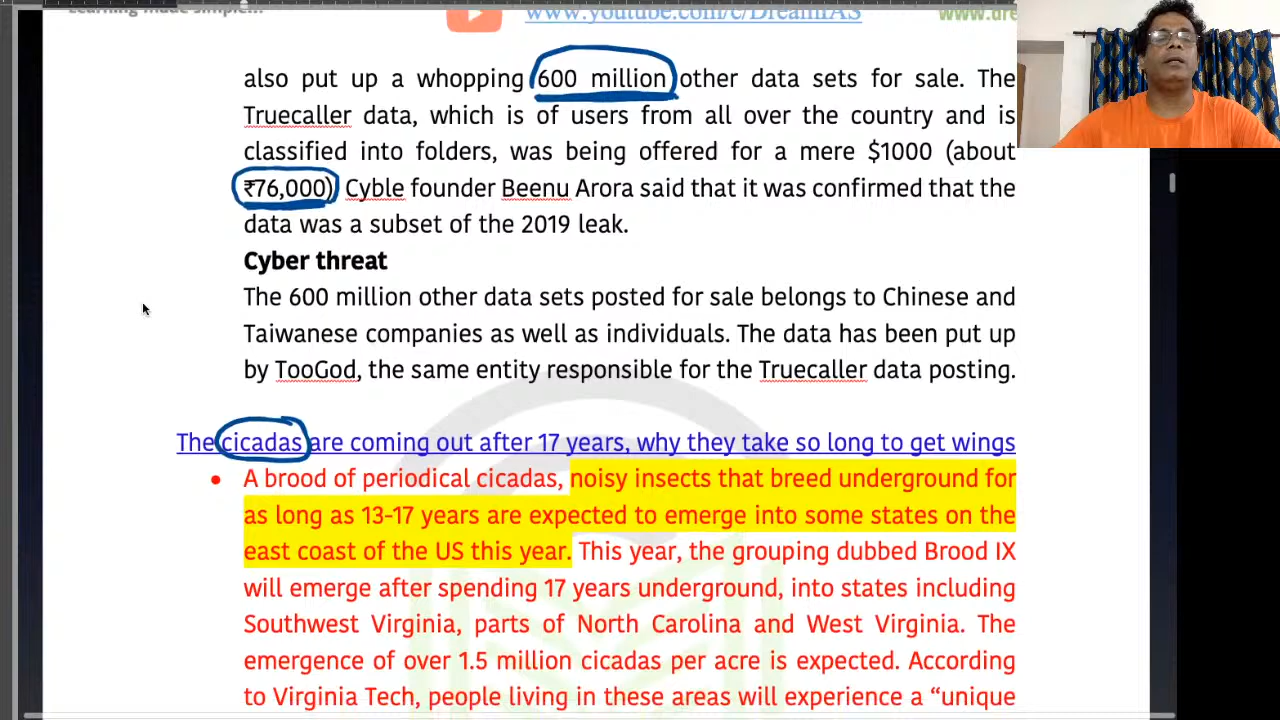 Learning made simple...
www.youtube.com/c/DreamIAS
www.dre
also put up a whopping 600 million other data sets for sale. The
Truecaller data, which is of users from all over the country and is
classified into folders, was being offered for a mere $1000 (about
₹76,000) Cyble founder Beenu Arora said that it was confirmed that the
data was a subset of the 2019 leak.
Cyber threat
The 600 million other data sets posted for sale belongs to Chinese and
Taiwanese companies as well as individuals. The data has been put up
by TooGod, the same entity responsible for the Truecaller data posting.
The cicadas are coming out after 17 years, why they take so long to get wings
• A brood of periodical cicadas, noisy insects that breed underground for
as long as 13-17 years are expected to emerge into some states on the
east coast of the US this year. This year, the grouping dubbed Brood IX
will emerge after spending 17 years underground, into states including
Southwest Virginia, parts of North Carolina and West Virginia. The
emergence of over 1.5 million cicadas per acre is expected. According
to Virginia Tech, people living in these areas will experience a “unique